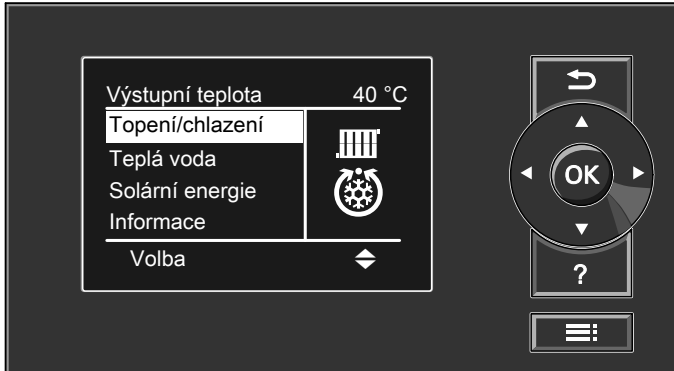 Výstupní teplota 40 °C
Topení/chlazení
Teplá voda
Solární energie
Informace
Volba
OK
?